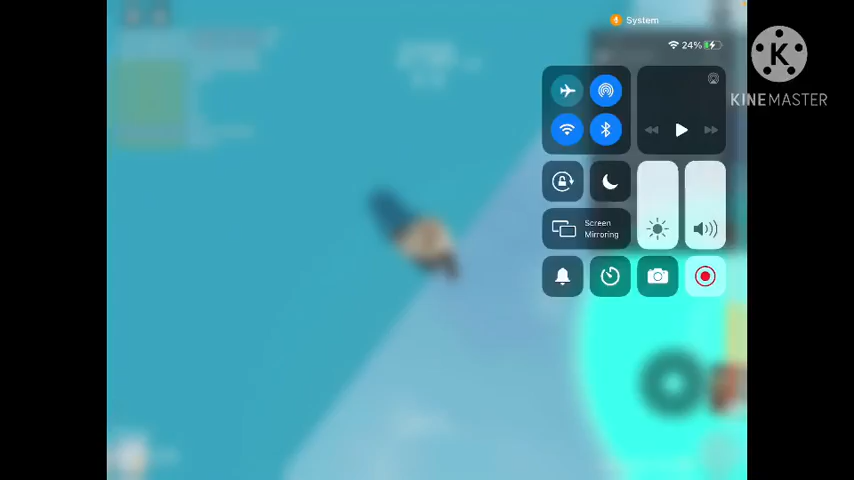 System
24%
K
KINEMASTER
Screen
Mirroring